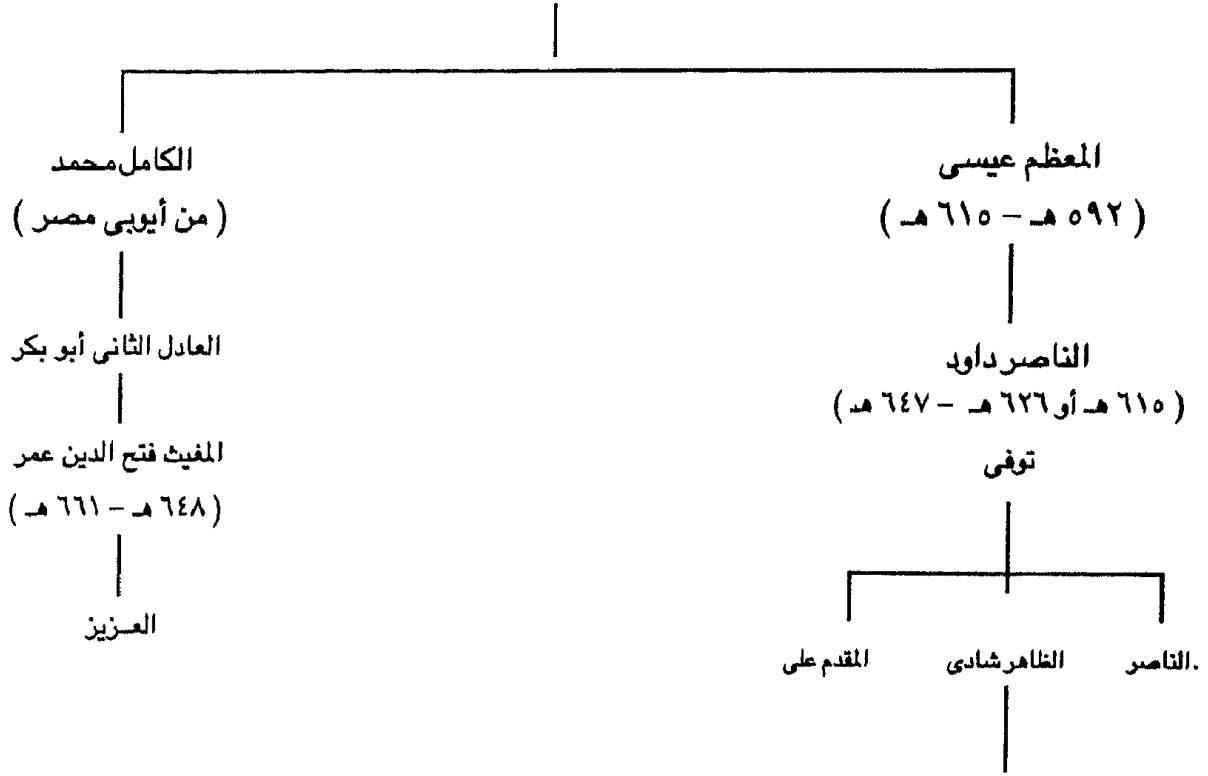 المعظم عيسى
( ٥٩٢ هـ – ٦١٥ هـ )
الناصر داود
( ٦١٥ هـ أو ٦٢٦ هـ – ٦٤٧ هـ )
توفى
.الناصر
الظاهر شادى
المقدم على
الكامل محمد
( من أيوبى مصر )
العادل الثانى أبو بكر
المغيث فتح الدين عمر
( ٦٤٨ هـ – ٦٦١ هـ )
العـزيز